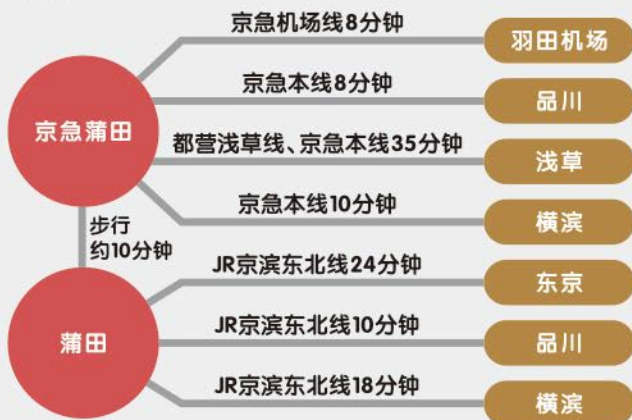 京急机场线8分钟
羽田机场
京急本线8分钟
品川
京急蒲田
都营浅草线、京急本线35分钟
浅草
京急本线10分钟
横滨
步行
约10分钟
JR京滨东北线24分钟
东京
蒲田
JR京滨东北线10分钟
品川
JR京滨东北线18分钟
横滨